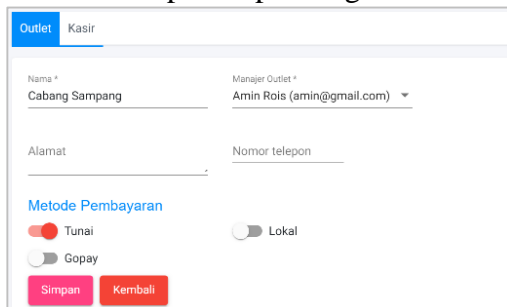 Outlet Kasir
Nama * Manajer Outlet *
Cabang Sampang Amin Rois (amin@gmail.com)
Alamat Nomor telepon
Metode Pembayaran
Tunai Lokal
Gopay
Simpan Kembali